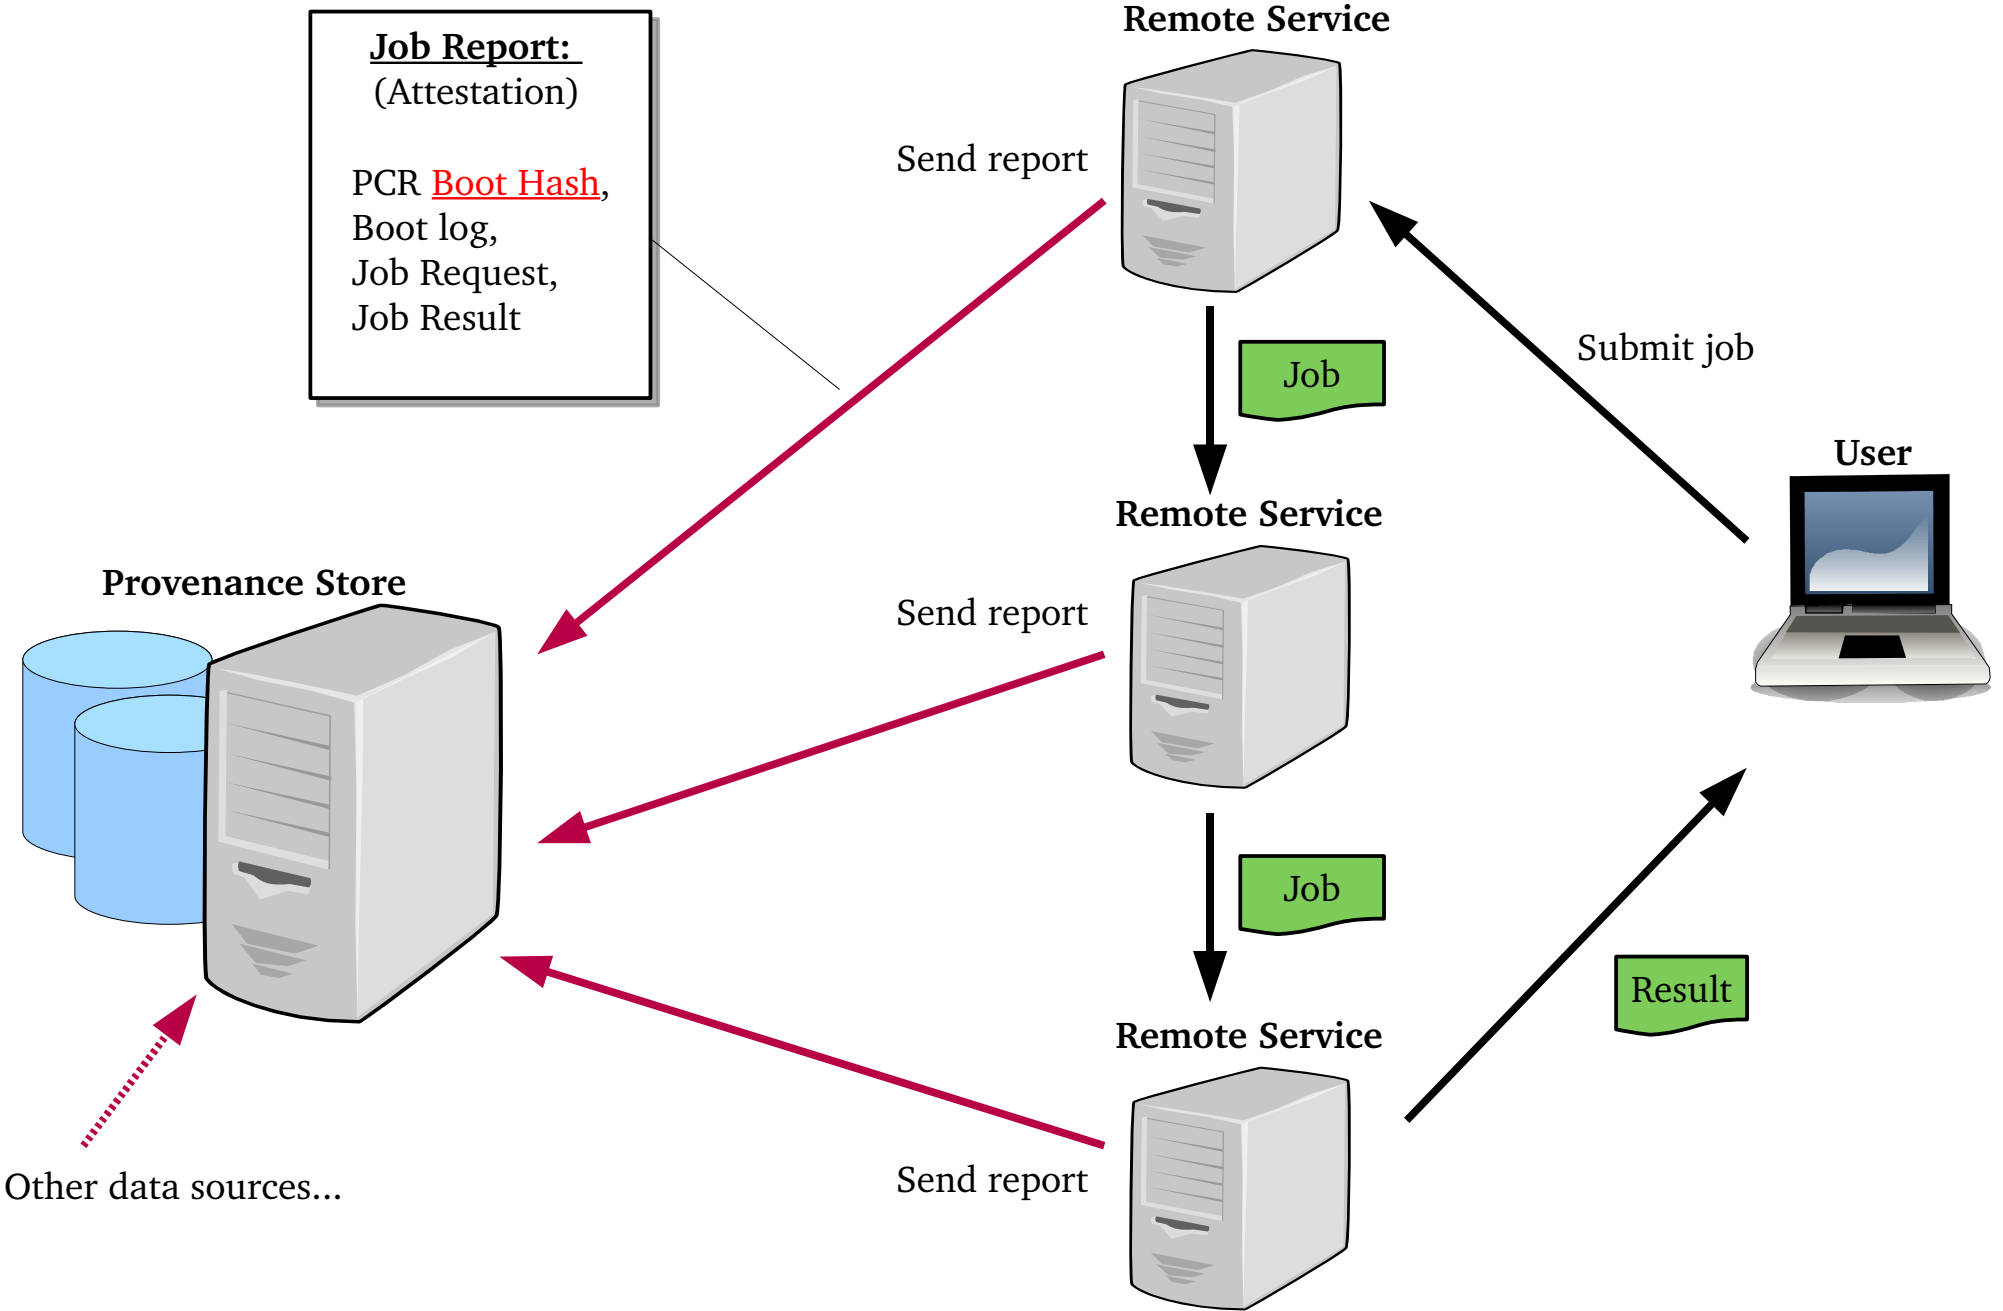 Job Report:
(Attestation)
PCR Boot Hash,
Boot log,
Job Request,
Job Result
Remote Service
Send report
Job
Submit job
User
Remote Service
Send report
Provenance Store
Job
Result
Remote Service
Send report
Other data sources...